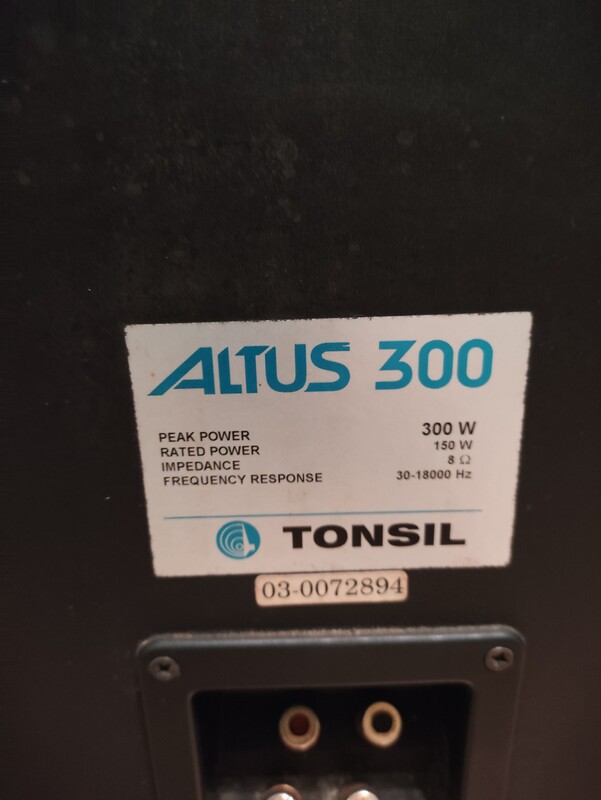 ALTUS 300
PEAK POWER 300 W
RATED POWER 150 W
IMPEDANCE 8 Ω
FREQUENCY RESPONSE 30-18000 Hz
TONSIL
03-0072894